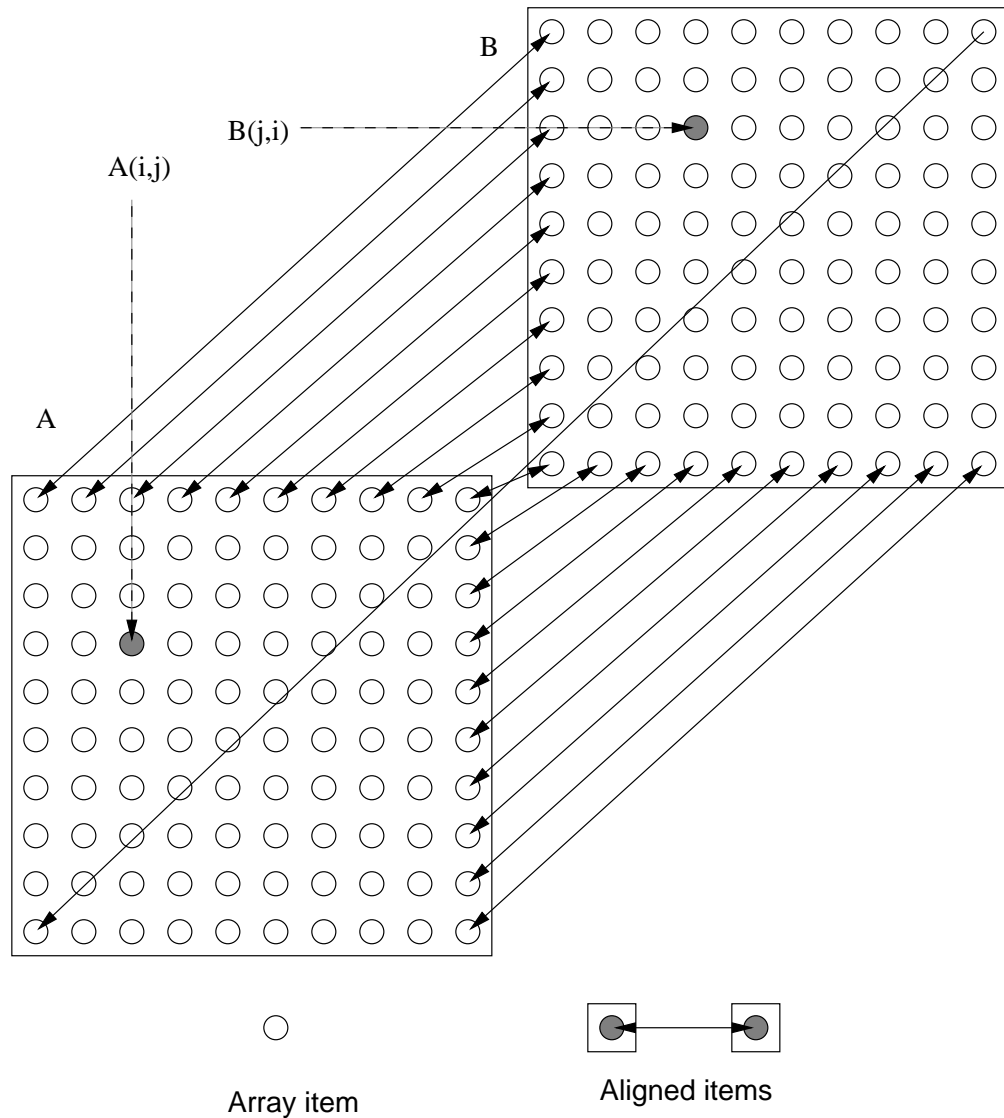 B
B(j,i)
A(i,j)
A
Array item
Aligned items